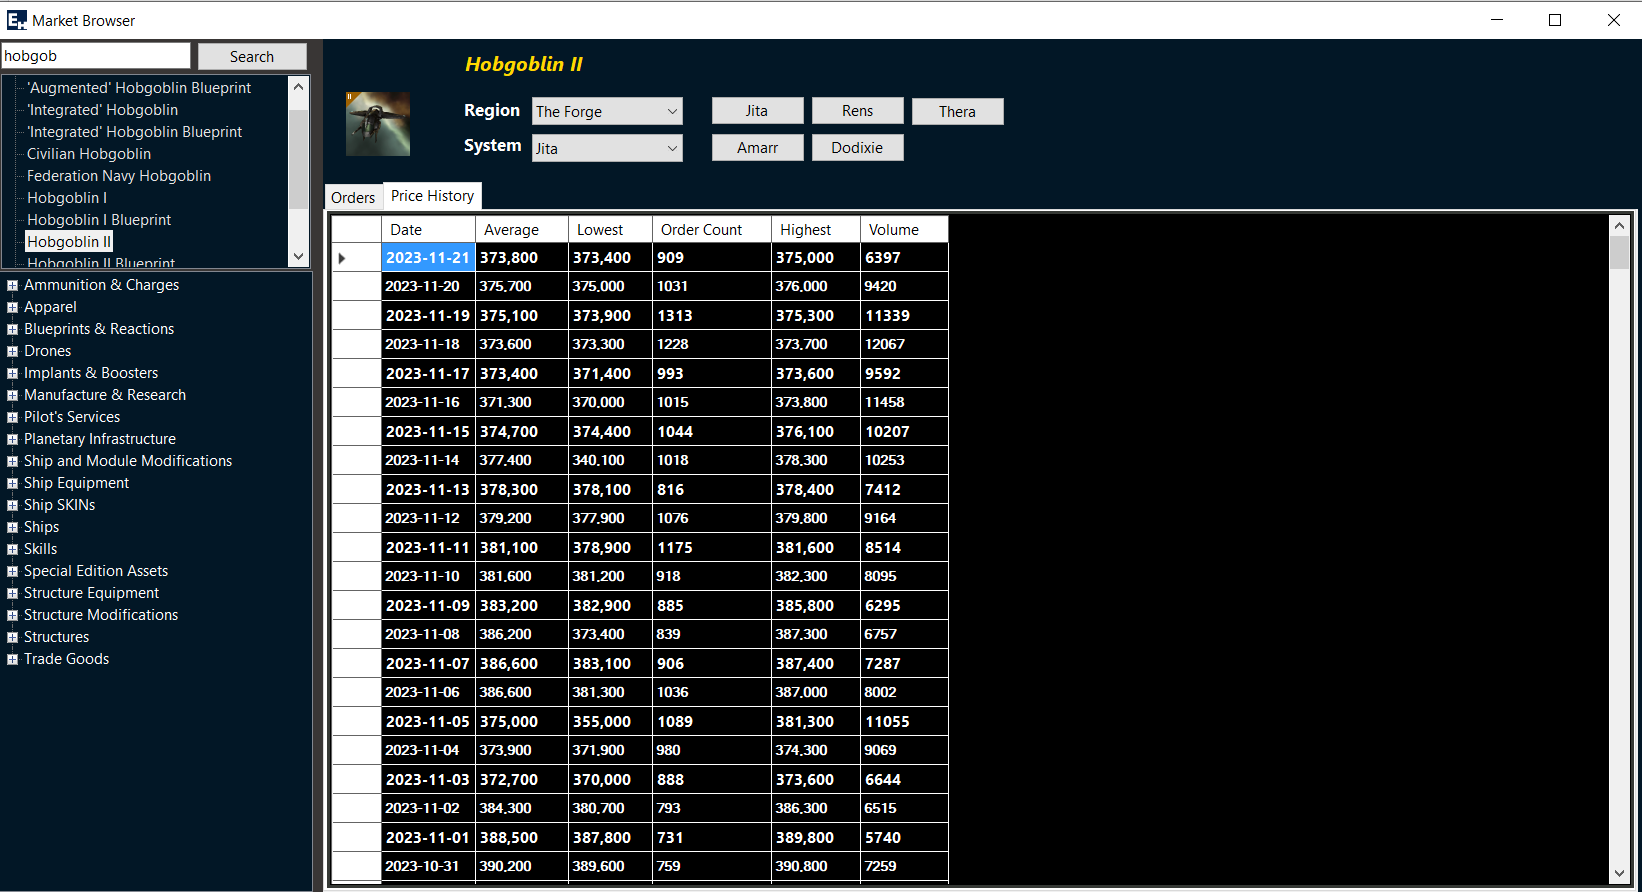 EH Market Browser
hobgob Search
'Augmented' Hobgoblin Blueprint
'Integrated' Hobgoblin
'Integrated' Hobgoblin Blueprint
Civilian Hobgoblin
Federation Navy Hobgoblin
Hobgoblin I
Hobgoblin I Blueprint
Hobgoblin II
Hobgoblin II Blueprint
Ammunition & Charges
Apparel
Blueprints & Reactions
Drones
Implants & Boosters
Manufacture & Research
Pilot's Services
Planetary Infrastructure
Ship and Module Modifications
Ship Equipment
Ship SKINs
Ships
Skills
Special Edition Assets
Structure Equipment
Structure Modifications
Structures
Trade Goods
Hobgoblin II
II
Region The Forge Jita Rens Thera
System Jita Amarr Dodixie
Orders Price History
Date Average Lowest Order Count Highest Volume
2023-11-21 373,800 373,400 909 375,000 6397
2023-11-20 375,700 375,000 1031 376,000 9420
2023-11-19 375,100 373,900 1313 375,300 11339
2023-11-18 373,600 373,300 1228 373,700 12067
2023-11-17 373,400 371,400 993 373,600 9592
2023-11-16 371,300 370,000 1015 373,800 11458
2023-11-15 374,700 374,400 1044 376,100 10207
2023-11-14 377,400 340,100 1018 378,300 10253
2023-11-13 378,300 378,100 816 378,400 7412
2023-11-12 379,200 377,900 1076 379,800 9164
2023-11-11 381,100 378,900 1175 381,600 8514
2023-11-10 381,600 381,200 918 382,300 8095
2023-11-09 383,200 382,900 885 385,800 6295
2023-11-08 386,200 373,400 839 387,300 6757
2023-11-07 386,600 383,100 906 387,400 7287
2023-11-06 386,600 381,300 1036 387,000 8002
2023-11-05 375,000 355,000 1089 381,300 11055
2023-11-04 373,900 371,900 980 374,300 9069
2023-11-03 372,700 370,000 888 373,600 6644
2023-11-02 384,300 380,700 793 386,300 6515
2023-11-01 388,500 387,800 731 389,800 5740
2023-10-31 390,200 389,600 759 390,800 7259